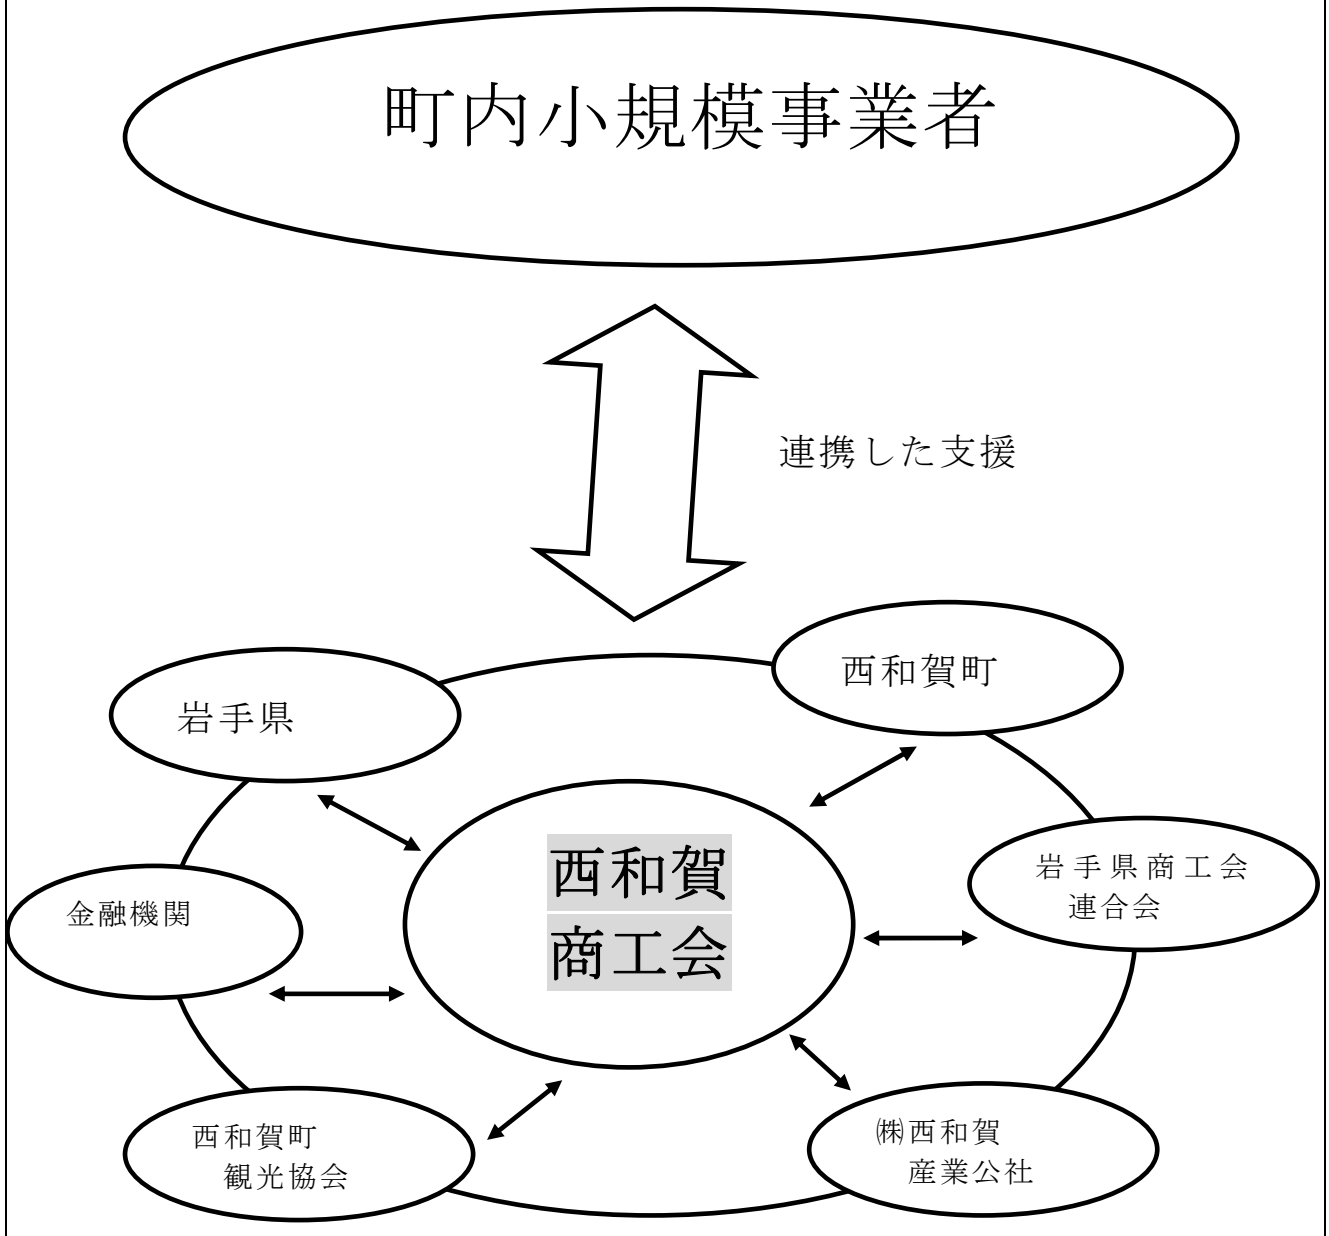 町内小規模事業者
連携した支援
西和賀町
岩手県
西和賀
商工会
岩手県商工会
連合会
金融機関
西和賀町
観光協会
㈱西和賀
産業公社